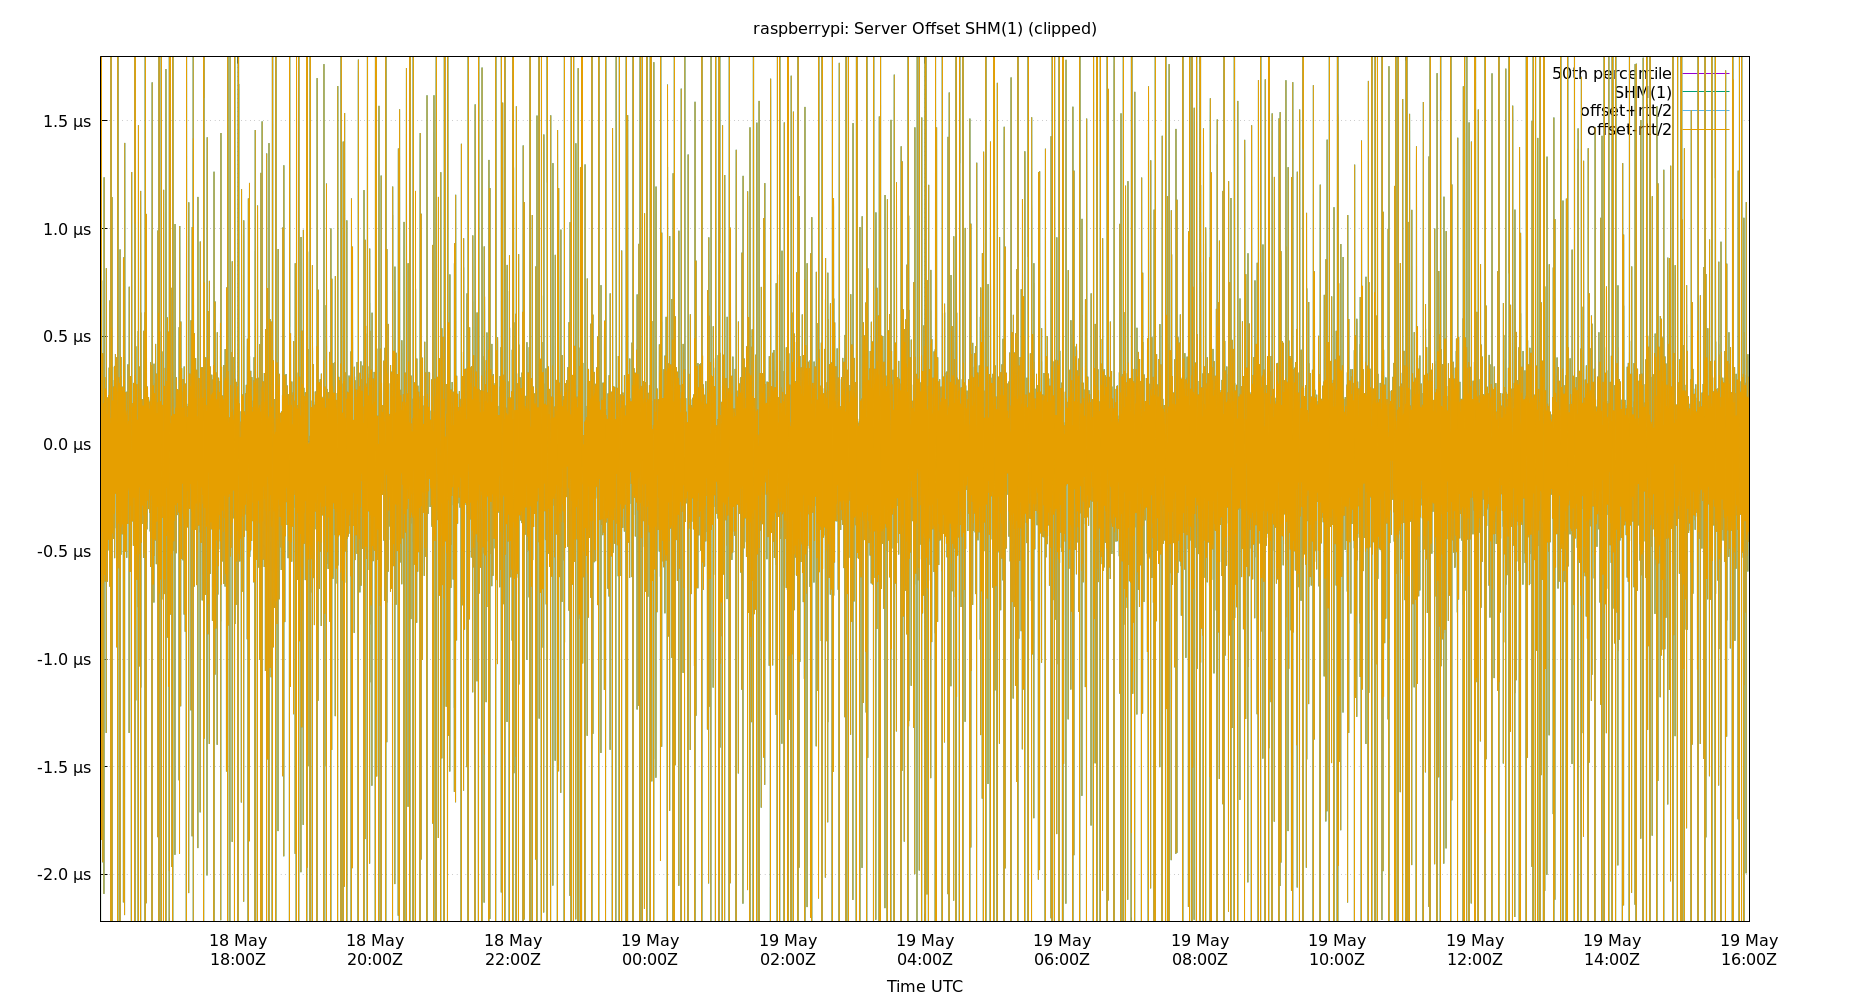 raspberrypi: Server Offset SHM(1) (clipped)
50th percentile
SHM(1)
offset+rtt/2
offset-rtt/2
1.5 µs
1.0 µs
0.5 µs
0.0 µs
-0.5 µs
-1.0 µs
-1.5 µs
-2.0 µs
18 May 18 May 18 May 19 May 19 May 19 May 19 May 19 May 19 May 19 May 19 May 19 May
18:00Z 20:00Z 22:00Z 00:00Z 02:00Z 04:00Z 06:00Z 08:00Z 10:00Z 12:00Z 14:00Z 16:00Z
Time UTC